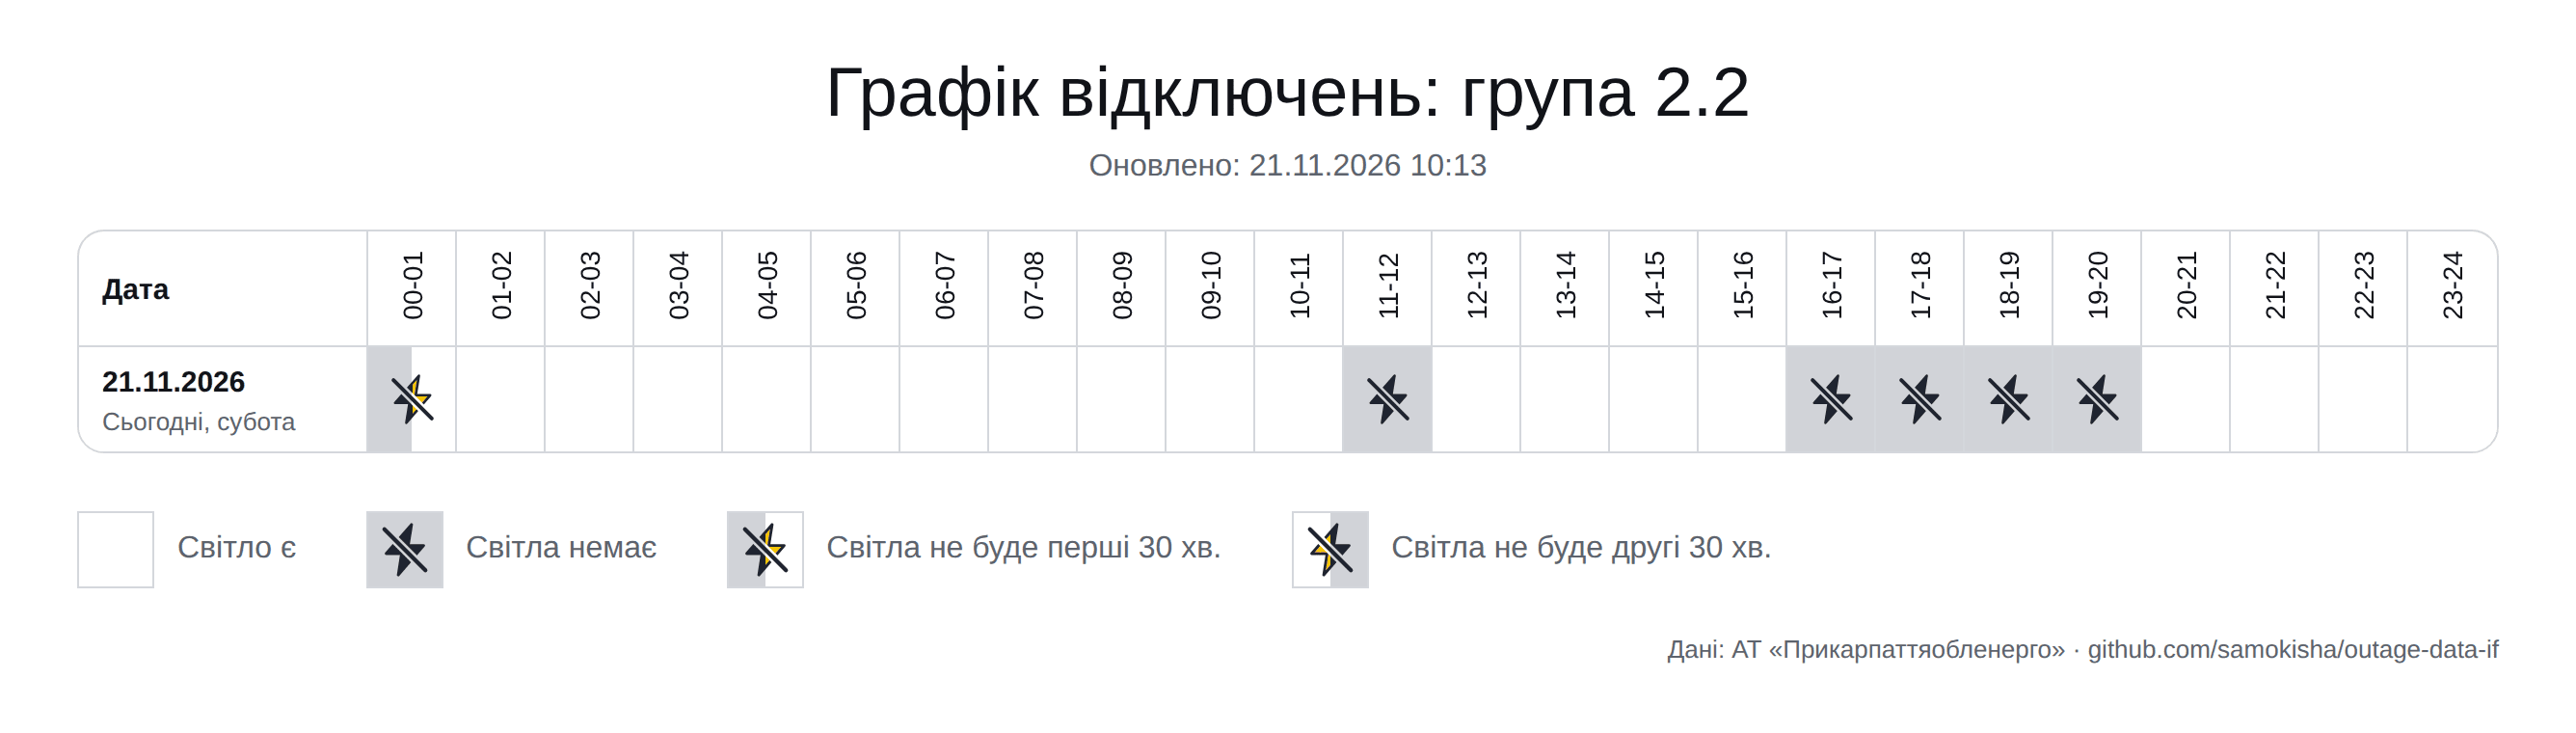 Графік відключень: група 2.2
Оновлено: 21.11.2026 10:13
Дата 00-01 01-02 02-03 03-04 04-05 05-06 06-07 07-08 08-09 09-10 10-11 11-12 12-13 13-14 14-15 15-16 16-17 17-18 18-19 19-20 20-21 21-22 22-23 23-24
21.11.2026
Сьогодні, субота
Світло є Світла немає Світла не буде перші 30 хв. Світла не буде другі 30 хв.
Дані: АТ «Прикарпаттяобленерго» · github.com/samokisha/outage-data-if